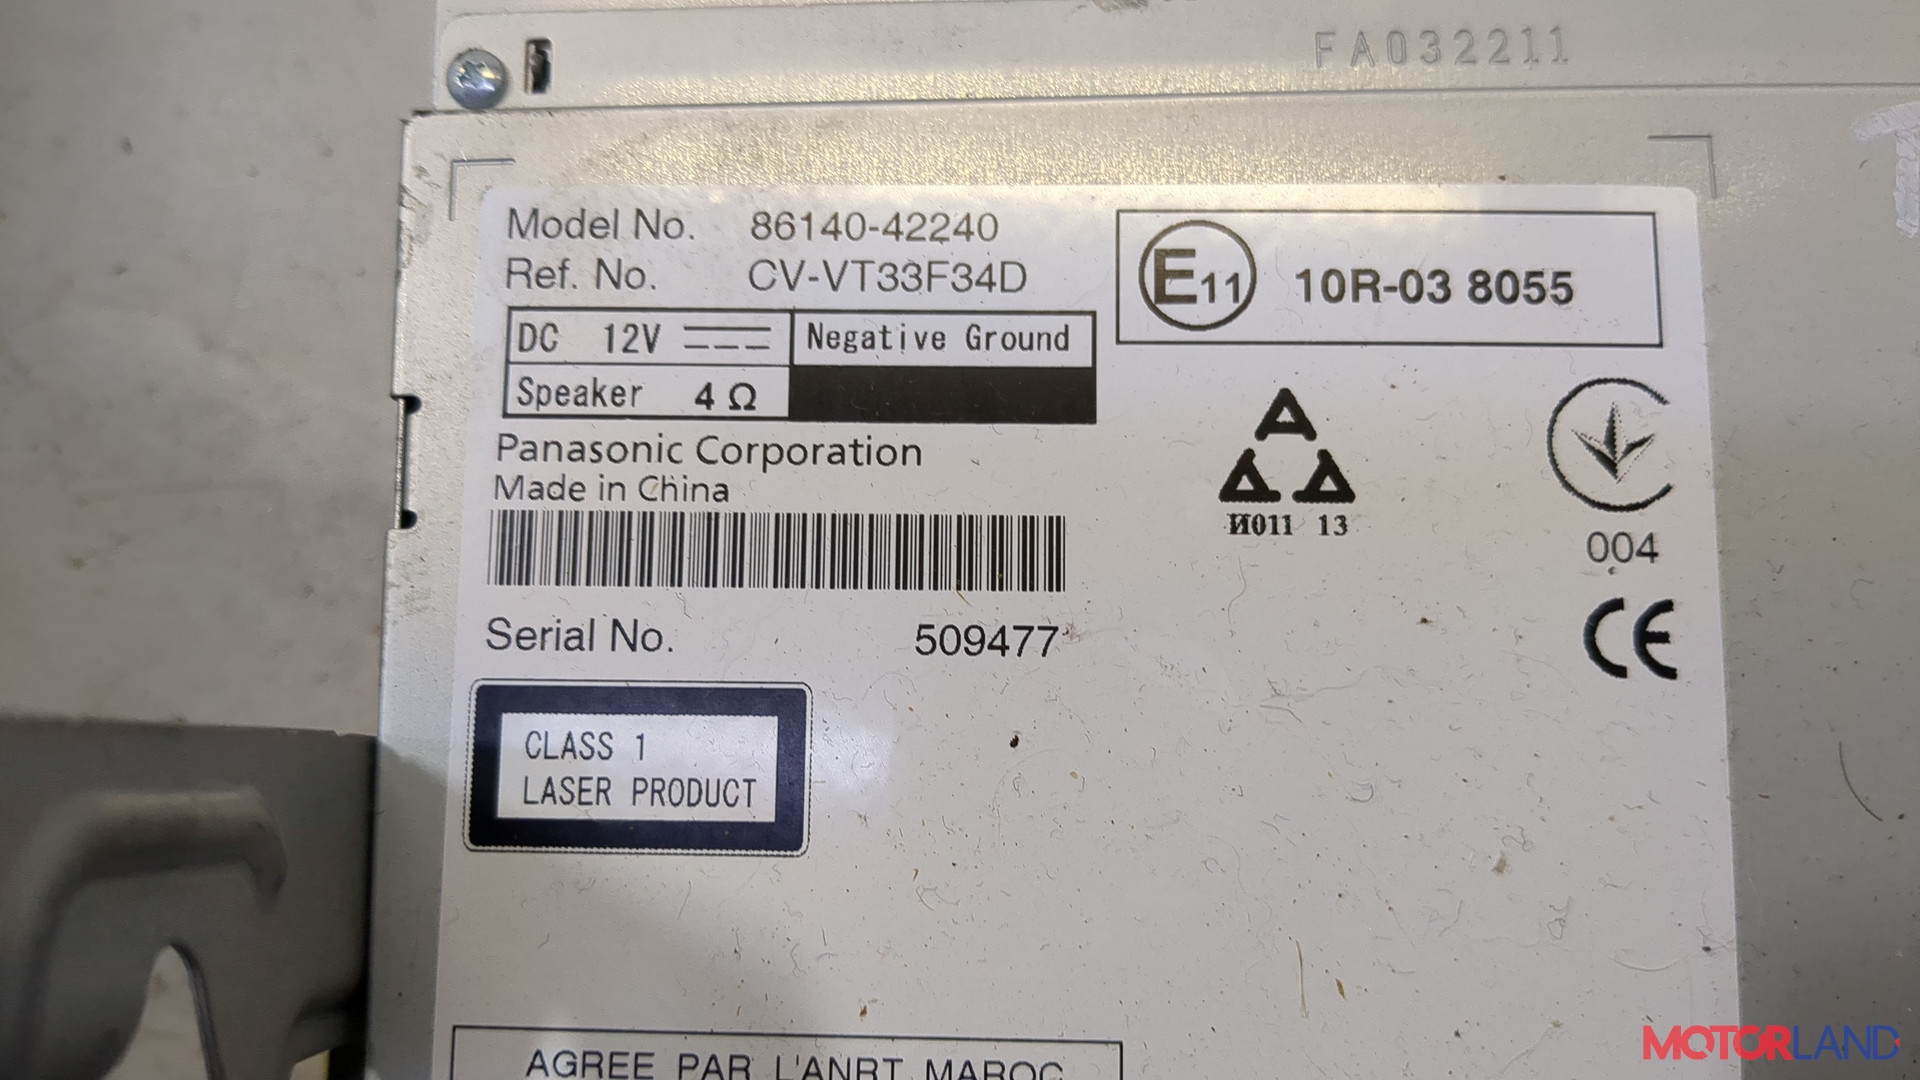 FA032211
Model No. 86140-42240
Ref. No. CV-VT33F34D
DC 12V
Negative Ground
Speaker 4 Ω
E11 10R-03 8055
Panasonic Corporation
Made in China
И011 13
004
CE
Serial No. 509477
CLASS 1
LASER PRODUCT
AGREE PAR L'ANRT MAROC
MOTORLAND